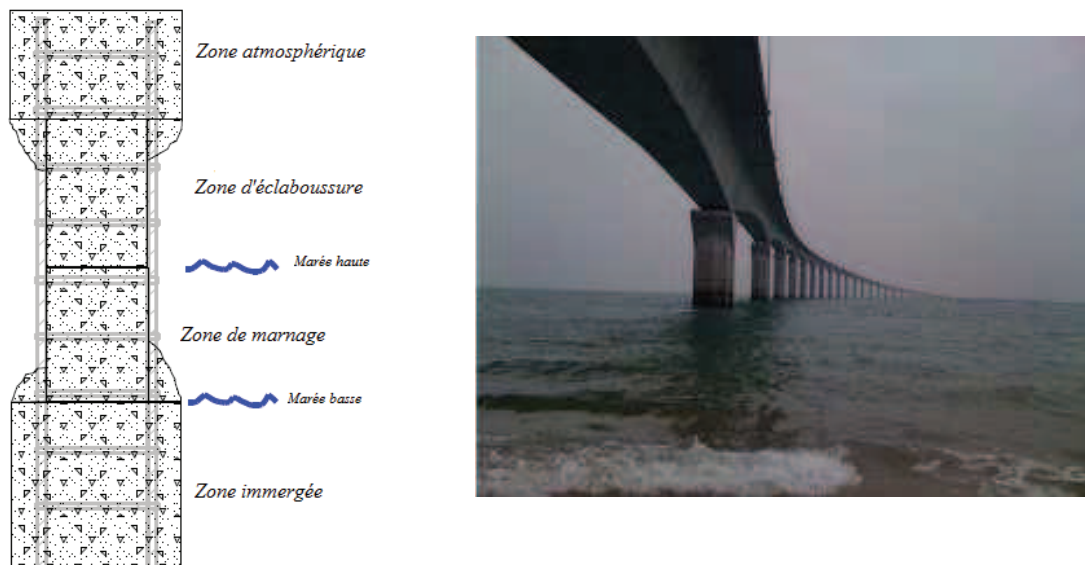 Zone atmosphérique
Zone d'éclaboussure
Marée haute
Zone de marnage
Marée basse
Zone immergée